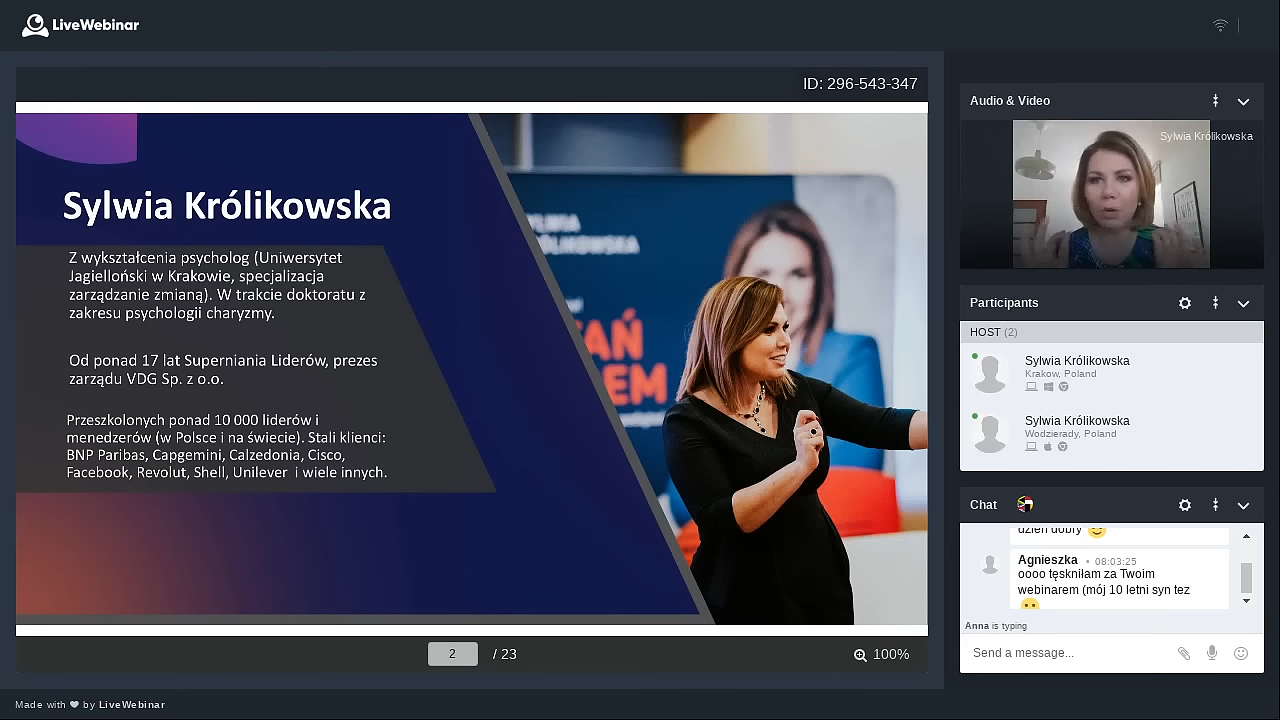 LiveWebinar
ID: 296-543-347
Sylwia Królikowska
Z wykształcenia psycholog (Uniwersytet
Jagielloński w Krakowie, specjalizacja
zarządzanie zmianą). W trakcie doktoratu z
zakresu psychologii charyzmy.
Od ponad 17 lat Superniania Liderów, prezes
zarządu VDG Sp. z o.o.
Przeszkolonych ponad 10 000 liderów i
menedzerów (w Polsce i na świecie). Stali klienci:
BNP Paribas, Capgemini, Calzedonia, Cisco,
Facebook, Revolut, Shell, Unilever i wiele innych.
2 / 23
100%
Audio & Video
Sylwia Królikowska
Participants
HOST (2)
Sylwia Królikowska
Krakow, Poland
Sylwia Królikowska
Wodzierady, Poland
Chat
dzień dobry
Agnieszka • 08:03:25
oooo tęskniłam za Twoim
webinarem (mój 10 letni syn tez
Anna is typing
Send a message...
Made with ❤ by LiveWebinar